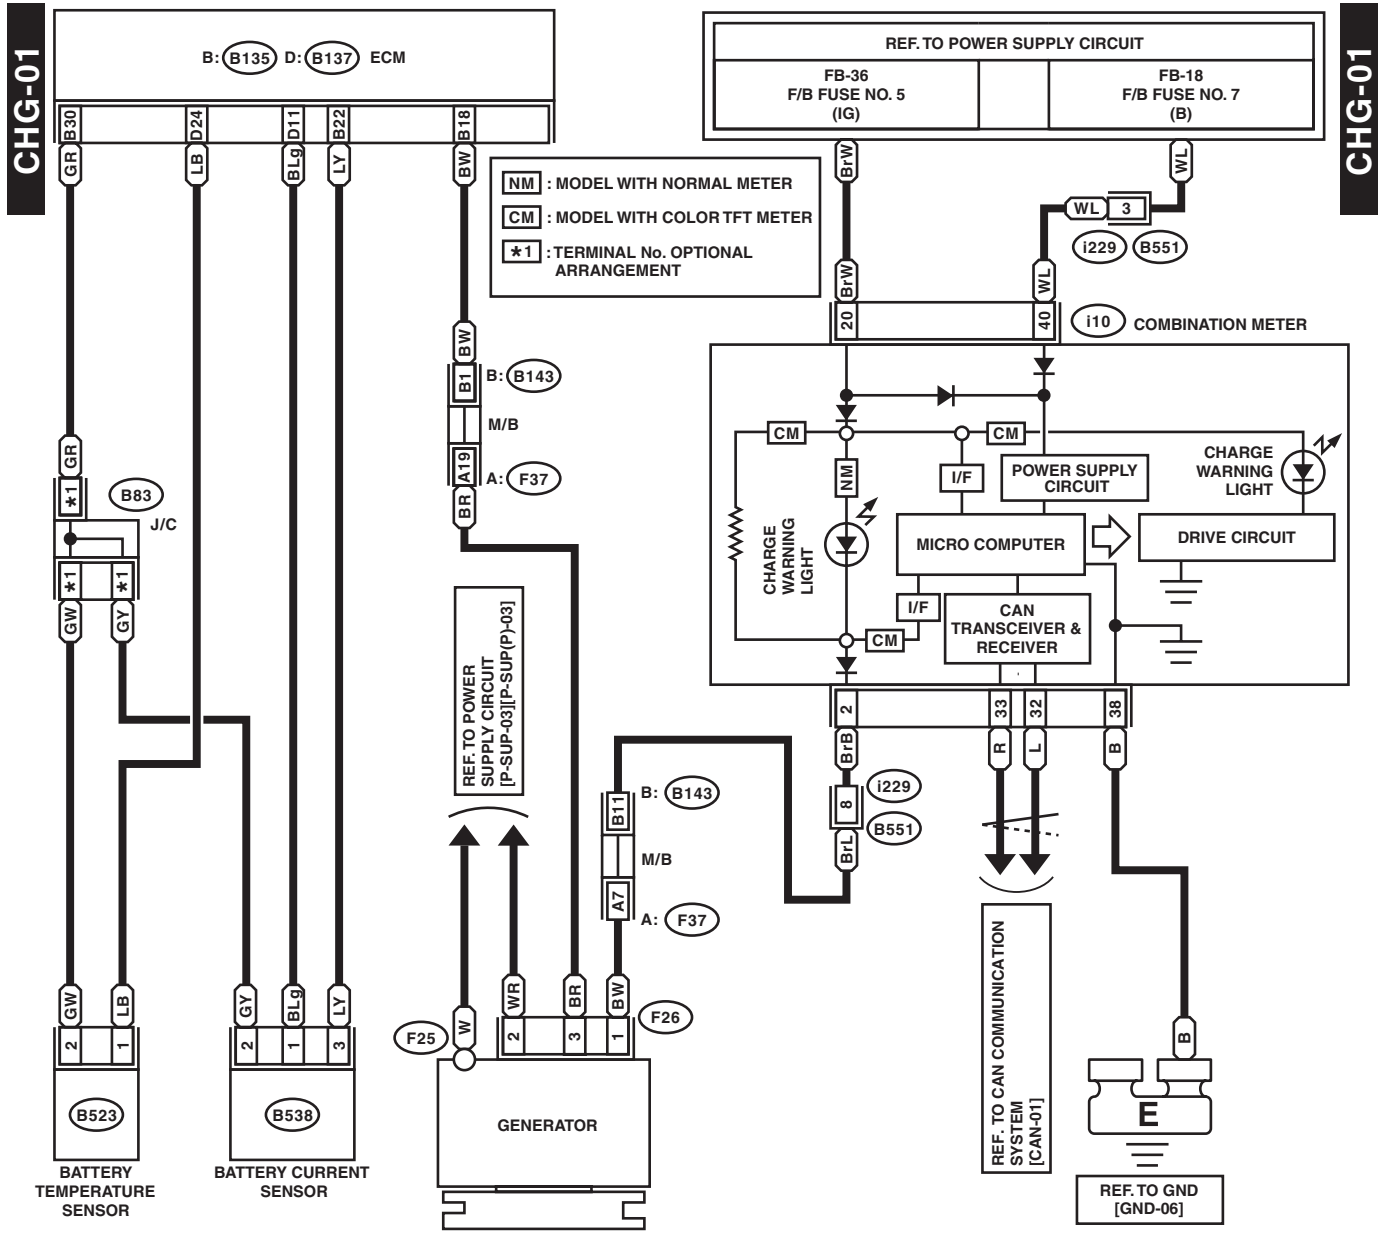 CHG-01
CHG-01
B: B135 D: B137 ECM
B30
D24
D11
B22
B18
GR
LB
BLg
LY
BW
REF. TO POWER SUPPLY CIRCUIT
FB-36
F/B FUSE NO. 5
(IG)
FB-18
F/B FUSE NO. 7
(B)
BrW
WL
NM : MODEL WITH NORMAL METER
CM : MODEL WITH COLOR TFT METER
*1 : TERMINAL No. OPTIONAL
ARRANGEMENT
WL 3
i229 B551
BrW
WL
20
40
i10 COMBINATION METER
BW
B1
B: B143
M/B
A19
A: F37
BR
GR
*1
B83
J/C
*1
*1
GW
GY
CM
CM
NM
I/F
POWER SUPPLY
CIRCUIT
CHARGE
WARNING
LIGHT
CHARGE
WARNING
LIGHT
MICRO COMPUTER
DRIVE CIRCUIT
I/F
CAN
TRANSCEIVER &
RECEIVER
CM
2
33
32
38
BrB
R
L
B
8
i229
B551
BrL
REF. TO POWER
SUPPLY CIRCUIT
[P-SUP-03][P-SUP(P)-03]
B11
B: B143
M/B
A7
A: F37
GW
LB
GY
BLg
LY
W
WR
BR
BW
F25
F26
2
1
2
1
3
2
3
1
B523
B538
GENERATOR
BATTERY
TEMPERATURE
SENSOR
BATTERY CURRENT
SENSOR
REF. TO CAN COMMUNICATION
SYSTEM
[CAN-01]
B
E
REF. TO GND
[GND-06]